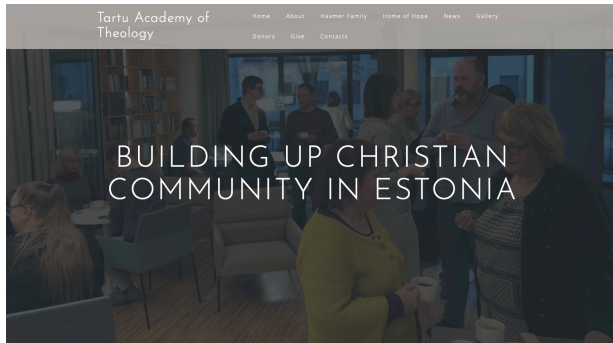 Tartu Academy of
Theology
Home About Haamer Family Home of Hope News Gallery
Donors Give Contacts
BUILDING UP CHRISTIAN
COMMUNITY IN ESTONIA